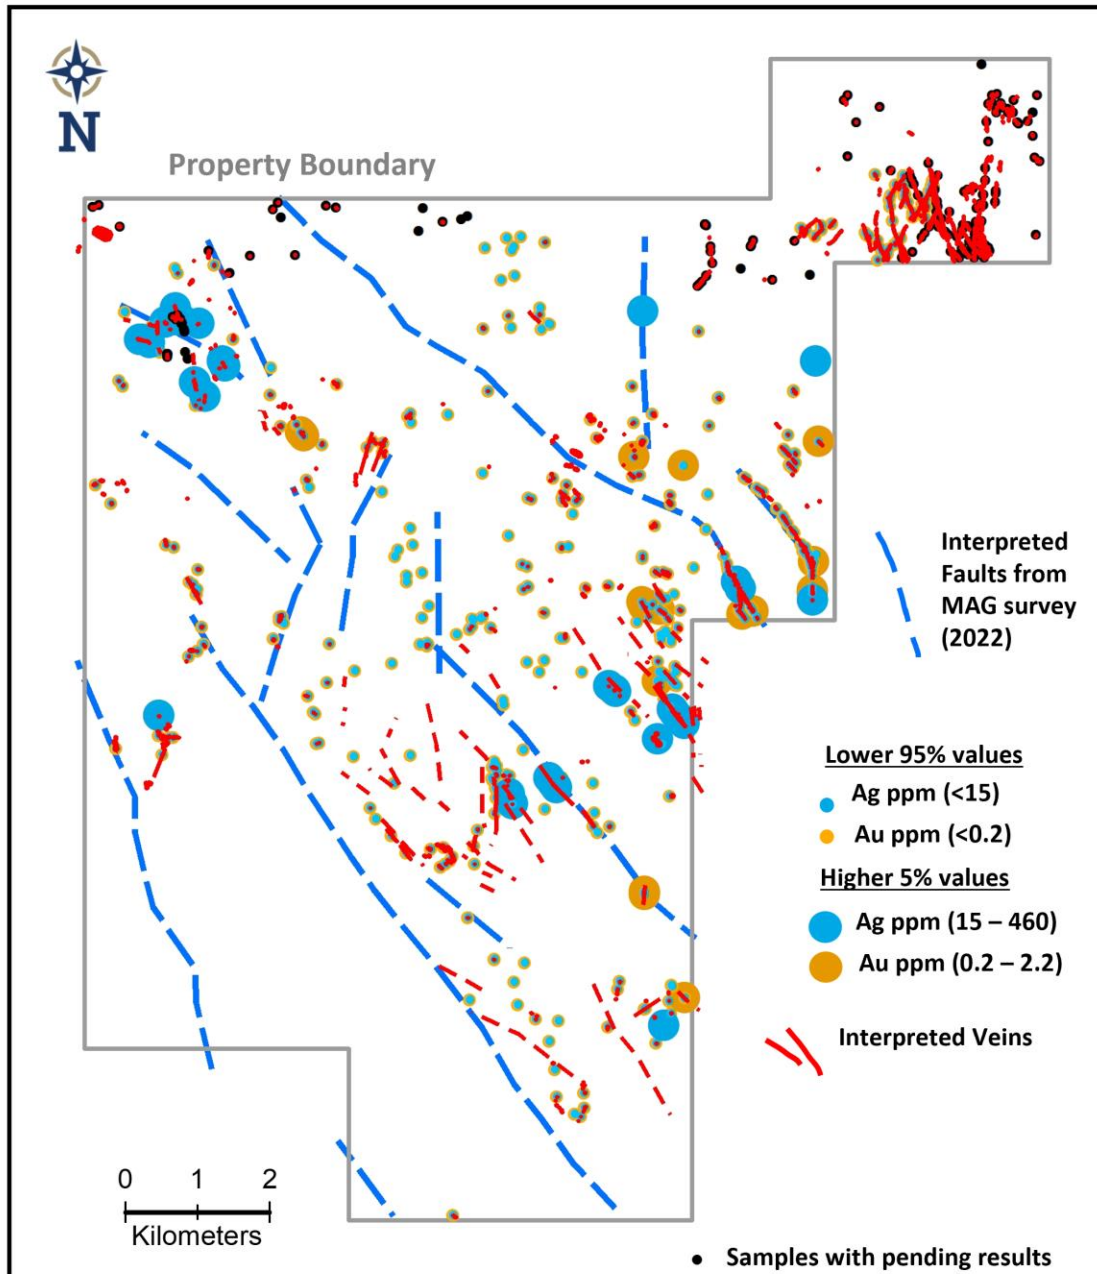 N
Property Boundary
Interpreted
Faults from
MAG survey
(2022)
Lower 95% values
Ag ppm (<15)
Au ppm (<0.2)
Higher 5% values
Ag ppm (15 – 460)
Au ppm (0.2 – 2.2)
Interpreted Veins
0 1 2
Kilometers
Samples with pending results